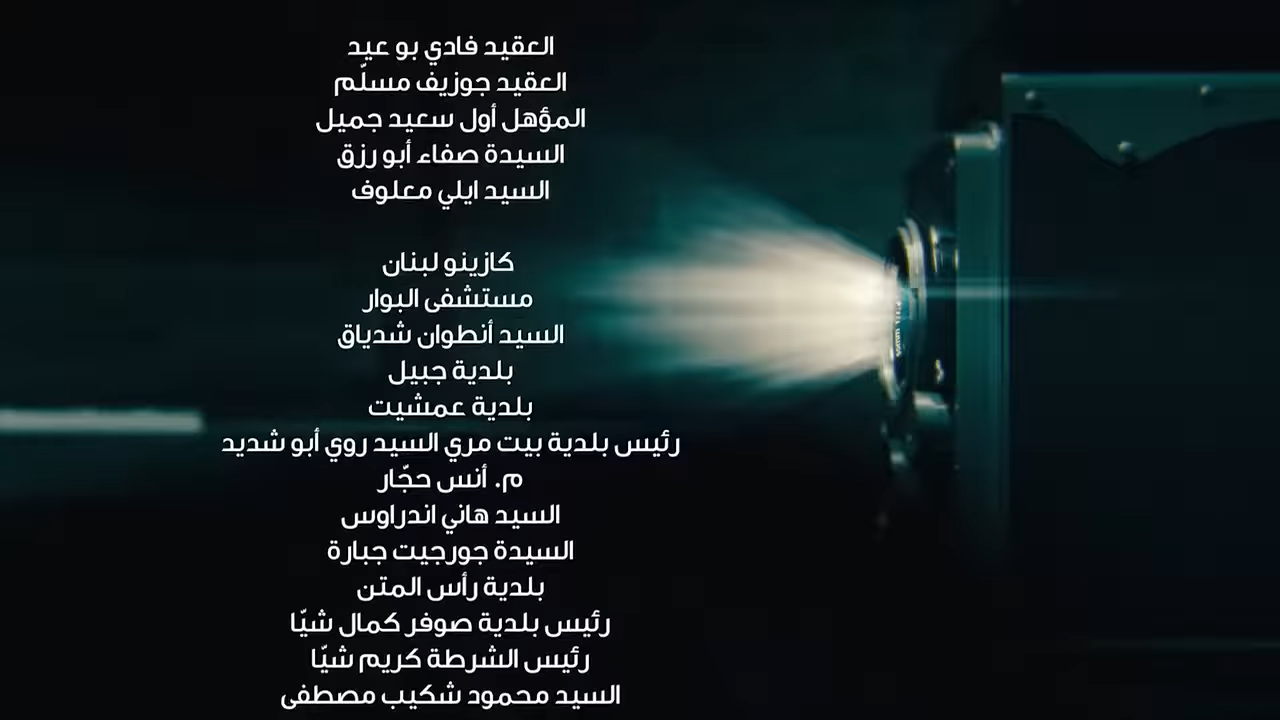 العقيد فادي بو عيد
العقيد جوزيف مسلّم
المؤهل أول سعيد جميل
السيدة صفاء أبو رزق
السيد ايلي معلوف
كازينو لبنان
مستشفى البوار
السيد أنطوان شدياق
بلدية جبيل
بلدية عمشيت
رئيس بلدية بيت مري السيد روي أبو شديد
م. أنس حجّار
السيد هاني اندراوس
السيدة جورجيت جبارة
بلدية رأس المتن
رئيس بلدية صوفر كمال شيّا
رئيس الشرطة كريم شيّا
السيد محمود شكيب مصطفى